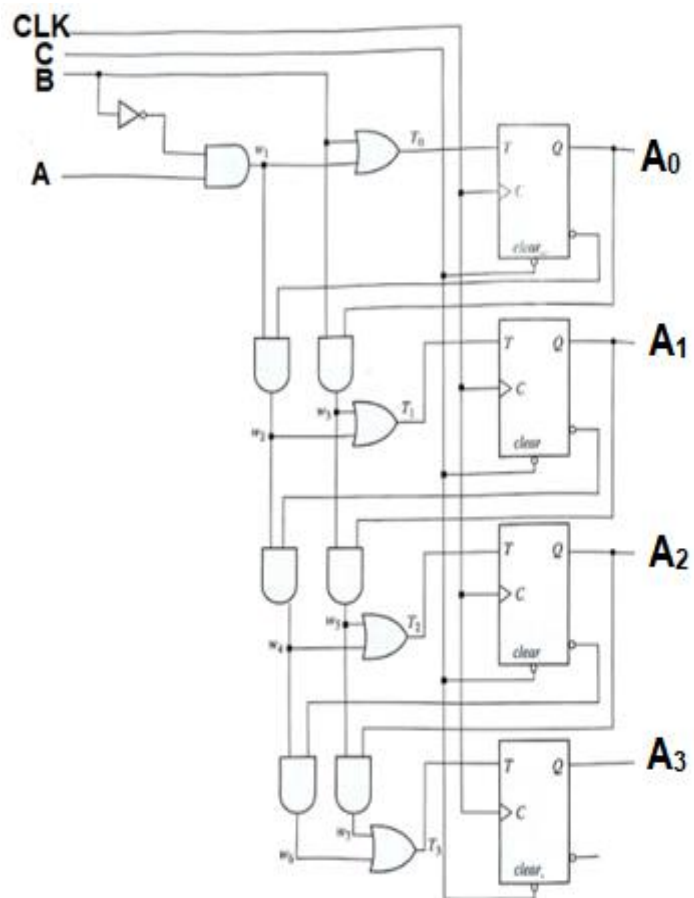 CLK
C
B
A
w₁
T₀
T
Q
A₀
C
clear
w₃
T₁
w₂
T
Q
A₁
C
clear
w₅
T₂
w₄
T
Q
A₂
C
clear
w₇
T₃
w₆
T
Q
A₃
C
clear